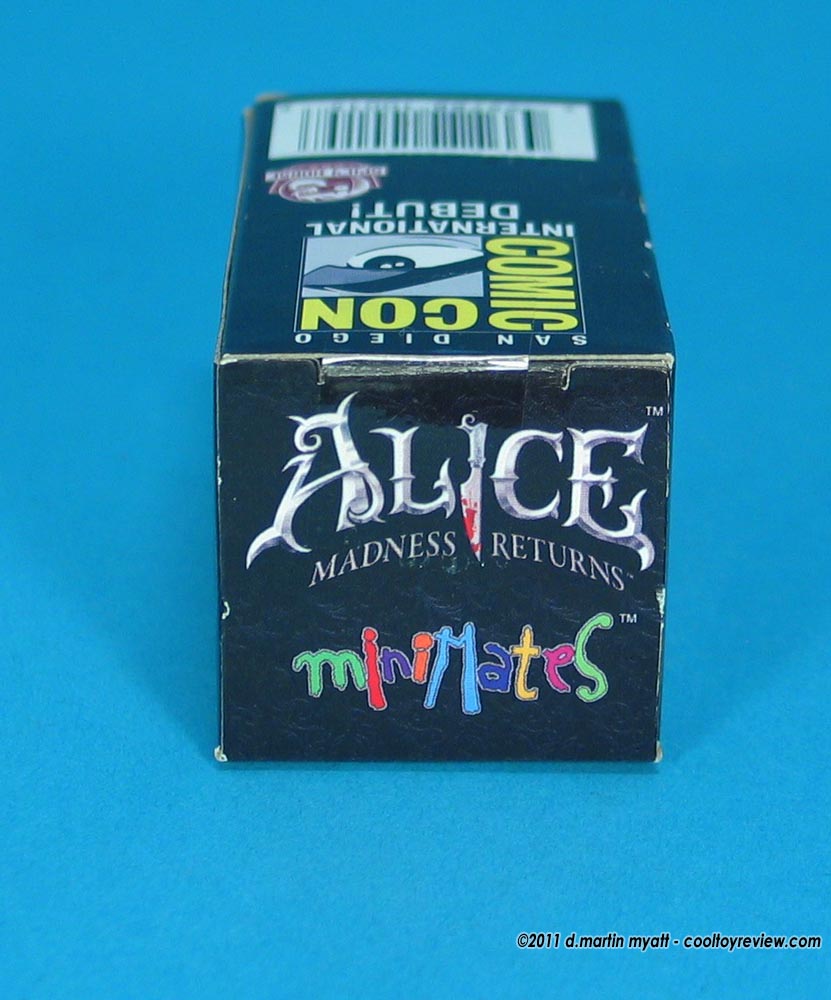 SAN DIEGO
COMIC CON
INTERNATIONAL
DEBUT!
ALICE™
MADNESS RETURNS™
minimates™
©2011 d.martin myatt - cooltoyreview.com